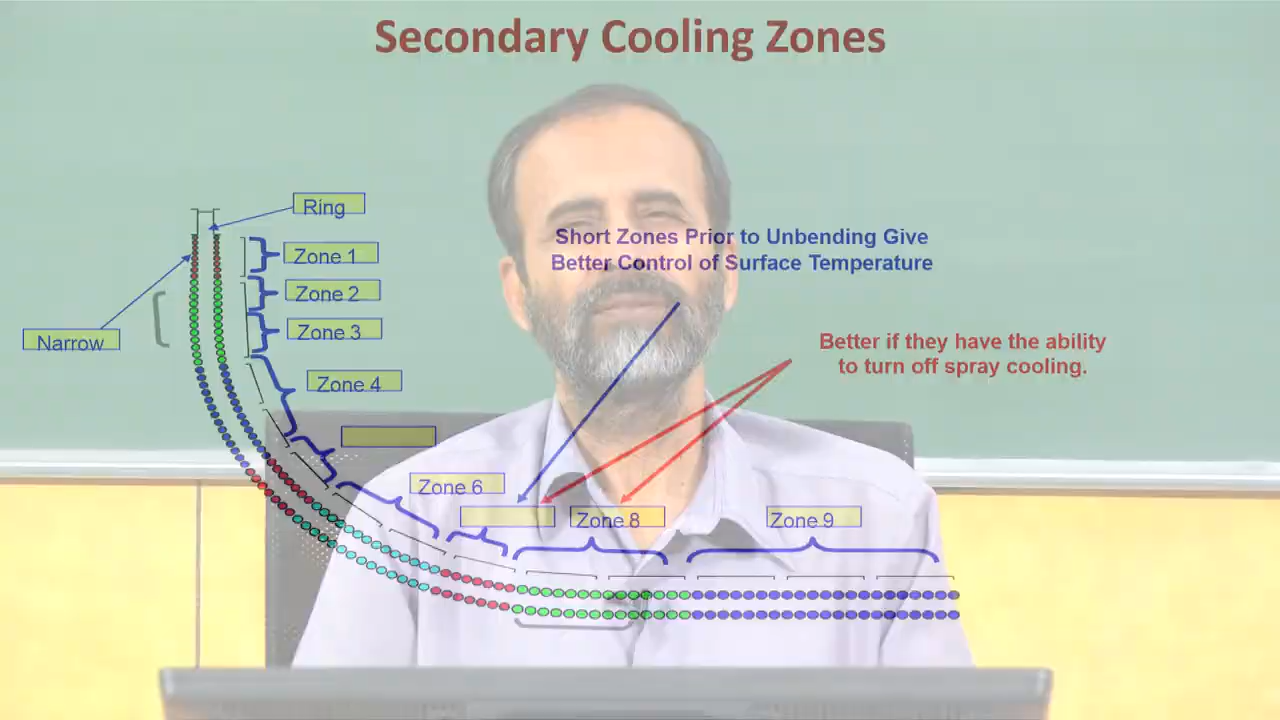 Secondary Cooling Zones
Ring
Zone 1
Zone 2
Zone 3
Narrow
Zone 4
Zone 6
Zone 8
Zone 9
Short Zones Prior to Unbending Give
Better Control of Surface Temperature
Better if they have the ability
to turn off spray cooling.